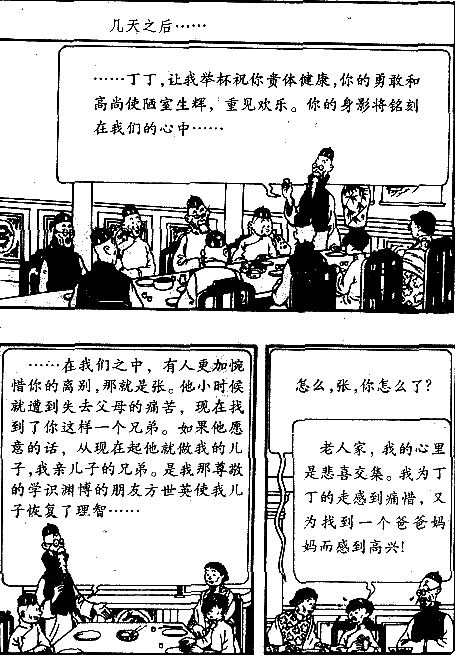 几天之后……
……丁丁,让我举杯祝你贵体健康,你的勇敢和
高尚使陋室生辉,重见欢乐。你的身影将铭刻
在我们的心中……
……在我们之中,有人更加惋
惜你的离别,那就是张。他小时候
就遭到失去父母的痛苦,现在找
到了你这样一个兄弟。如果他愿
意的话,从现在起他就做我的儿
子,我亲儿子的兄弟。是我那尊敬
的学识渊博的朋友方世英使我儿
子恢复了理智……
怎么,张,你怎么了?
老人家,我的心里
是悲喜交集。我为丁
丁的走感到痛惜,又
为找到一个爸爸妈
妈而感到高兴!